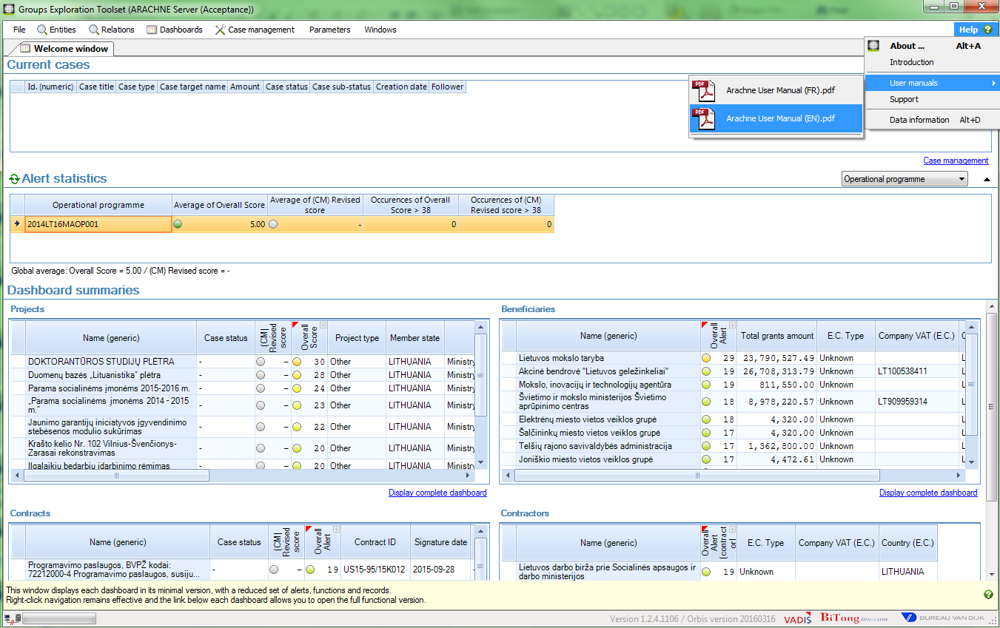 Groups Exploration Toolset (ARACHNE Server (Acceptance))
File Entities Relations Dashboards Case management Parameters Windows Help
Welcome window
About ... Alt+A
Introduction
User manuals
Support
Data information Alt+D
Arachne User Manual (FR).pdf
Arachne User Manual (EN).pdf
Current cases
Id. (numeric) Case title Case type Case target name Amount Case status Case sub-status Creation date Follower
Case management
Alert statistics
Operational programme
Operational programme Average of Overall Score Average of (CM) Revised score Occurences of Overall Score > 38 Occurences of (CM) Revised score > 38
2014LT16MAOP001 5.00 - 0 0
Global average: Overall Score = 5.00 / (CM) Revised score = -
Dashboard summaries
Projects
Name (generic) Case status (CM) Revised score Overall Score Project type Member state
DOKTORANTŪROS STUDIJŲ PLĖTRA - – 30 Other LITHUANIA Ministry
Duomenų bazės „Lituanistika“ plėtra - – 28 Other LITHUANIA Ministry
Parama socialinėms įmonėms 2015-2016 m. - – 24 Other LITHUANIA Ministry
„Parama socialinėms įmonėms 2014 - 2015 m.“ - – 23 Other LITHUANIA Ministry
Jaunimo garantijų iniciatyvos įgyvendinimo stebėsenos modulio sukūrimas - – 22 Other LITHUANIA Ministry
Krašto kelio Nr. 102 Vilnius-Švenčionys-Zarasai rekonstravimas - – 20 Other LITHUANIA Ministry
Ilgalaikių bedarbių įdarbinimo rėmimas - – 20 Other LITHUANIA Ministry
Display complete dashboard
Beneficiaries
Name (generic) Overall Alert Total grants amount E.C. Type Company VAT (E.C.)
Lietuvos mokslo taryba 29 23,790,527.49 Unknown
Akcinė bendrovė "Lietuvos geležinkeliai" 19 26,708,313.79 Unknown LT100538411
Mokslo, inovacijų ir technologijų agentūra 19 811,550.00 Unknown
Švietimo ir mokslo ministerijos Švietimo aprūpinimo centras 18 8,978,220.57 Unknown LT909959314
Elektrėnų miesto vietos veiklos grupė 18 4,320.00 Unknown
Šalčininkų miesto vietos veiklos grupė 17 4,320.00 Unknown
Telšių rajono savivaldybės administracija 17 1,362,800.00 Unknown
Joniškio miesto vietos veiklos grupė 17 4,472.61 Unknown
Display complete dashboard
Contracts
Name (generic) Case status (CM) Revised score Overall Alert Contract ID Signature date
Programavimo paslaugos, BVPŽ kodai: 72212000-4 Programavimo paslaugos, susiju... - – 19 US15-95/15K012 2015-09-28
Contractors
Name (generic) Overall Alert (contract or) E.C. Type Company VAT (E.C.) Country (E.C.)
Lietuvos darbo birža prie Socialinės apsaugos ir darbo ministerijos 19 Unknown LITHUANIA
This window displays each dashboard in its minimal version, with a reduced set of alerts, functions and records.
Right-click navigation remains effective and the link below each dashboard allows you to open the full functional version.
Version 1.2.4.1106 / Orbis version 20160316 VADIS BiTong line.com BUREAU VAN DIJK